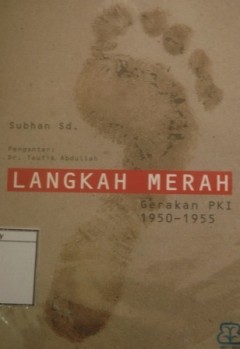 Subhan Sd.
Pengantar:
Dr. Taufik Abdullah
LANGKAH MERAH
Gerakan PKI
1950-1955